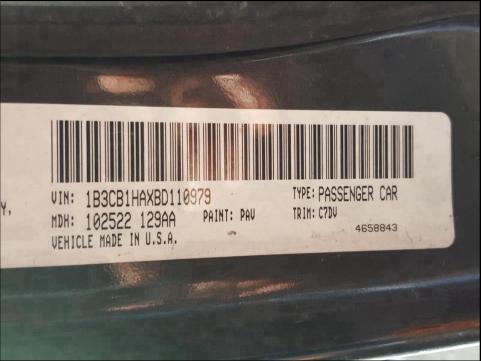 VIN: 1B3CB1HAXBD110979 TYPE: PASSENGER CAR
Y, MDH: 102522 129AA PAINT: PAV TRIM: C7DV
VEHICLE MADE IN U.S.A. 4658843